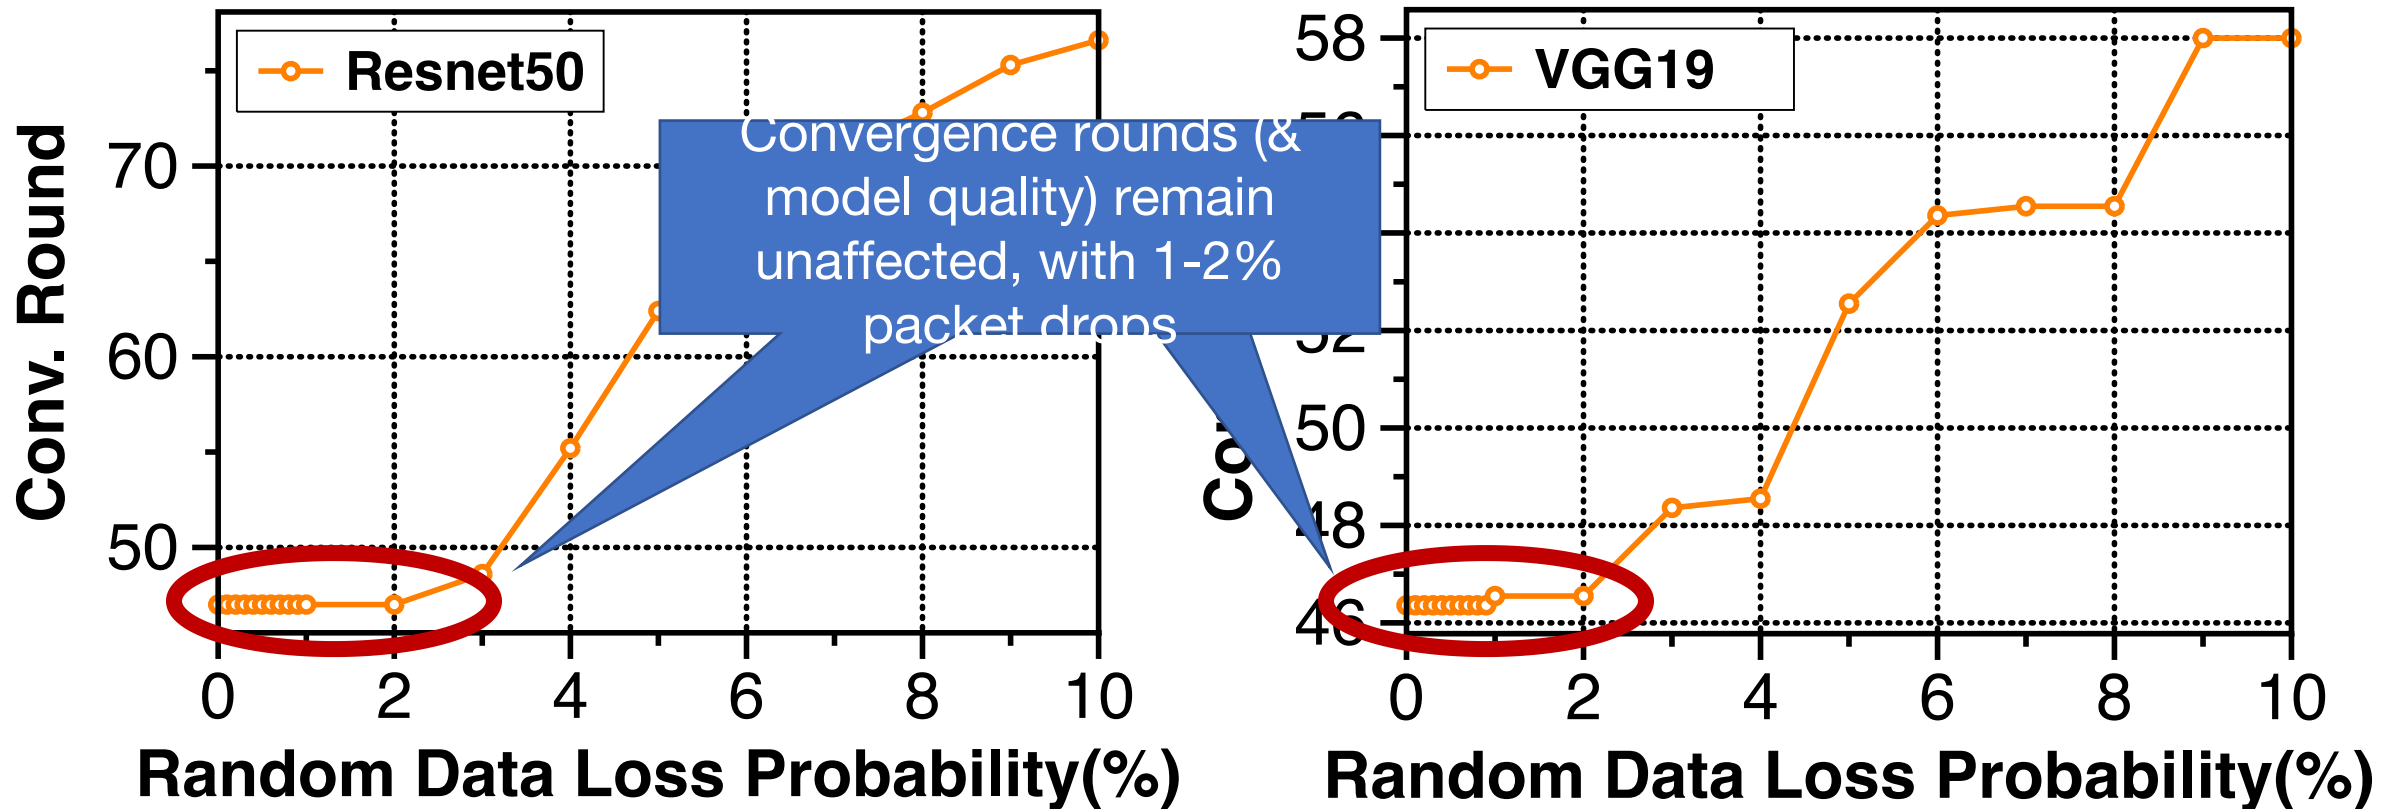 Resnet50
70
60
50
Conv. Round
0 2 4 6 8 10
Random Data Loss Probability(%)
Convergence rounds (&
model quality) remain
unaffected, with 1-2%
packet drops
VGG19
58
52
50
48
46
0 2 4 6 8 10
Random Data Loss Probability(%)